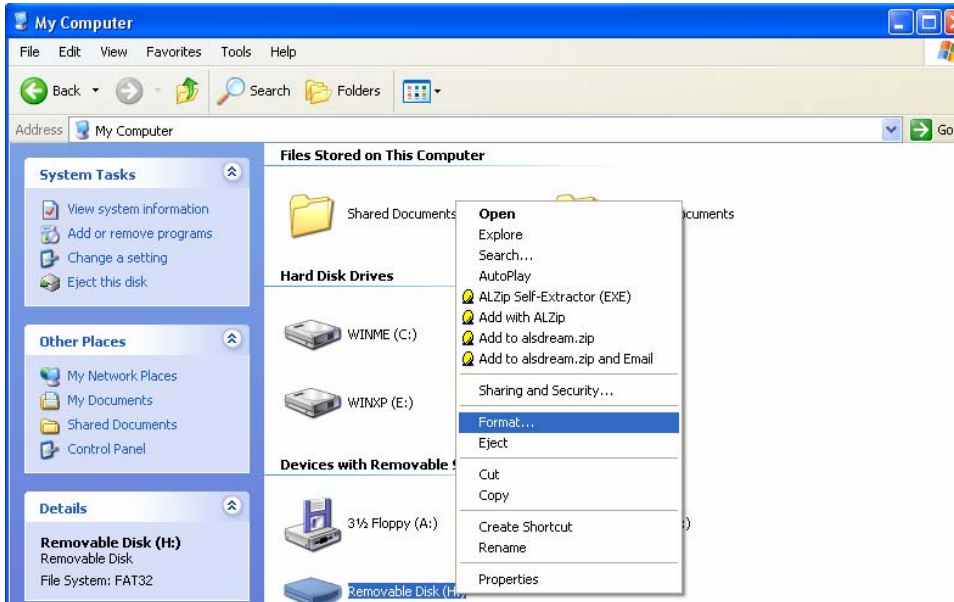 My Computer
File Edit View Favorites Tools Help
Back Search Folders
Address My Computer Go
System Tasks
View system information
Add or remove programs
Change a setting
Eject this disk
Other Places
My Network Places
My Documents
Shared Documents
Control Panel
Details
Removable Disk (H:)
Removable Disk
File System: FAT32
Files Stored on This Computer
Shared Documents
Hard Disk Drives
WINME (C:)
WINXP (E:)
Devices with Removable
3½ Floppy (A:)
Removable Disk (H:)
Open
Explore
Search...
AutoPlay
ALZip Self-Extractor (EXE)
Add with ALZip
Add to alsdream.zip
Add to alsdream.zip and Email
Sharing and Security...
Format...
Eject
Cut
Copy
Create Shortcut
Rename
Properties